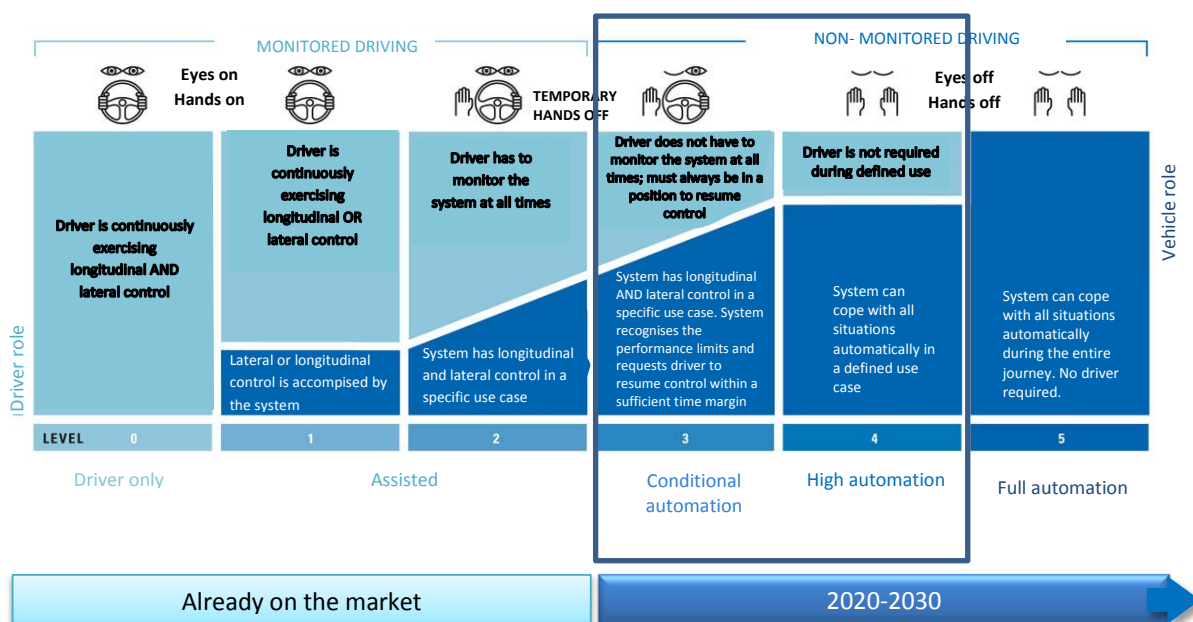 MONITORED DRIVING
NON- MONITORED DRIVING
Eyes on
Hands on
TEMPORARY
HANDS OFF
Eyes off
Hands off
Driver is continuously
exercising
longitudinal AND
lateral control
Driver is
continuously
exercising
longitudinal OR
lateral control
Driver has to
monitor the
system at all times
Driver does not have to
monitor the system at all
times; must always be in a
position to resume
control
Driver is not required
during defined use
Vehicle role
Driver role
Lateral or longitudinal
control is accompised by
the system
System has longitudinal
and lateral control in a
specific use case
System has longitudinal
AND lateral control in a
specific use case. System
recognises the
performance limits and
requests driver to
resume control within a
sufficient time margin
System can
cope with all
situations
automatically in
a defined use
case
System can cope
with all situations
automatically
during the entire
journey. No driver
required.
LEVEL 0 1 2 3 4 5
Driver only
Assisted
Conditional
automation
High automation
Full automation
Already on the market
2020-2030